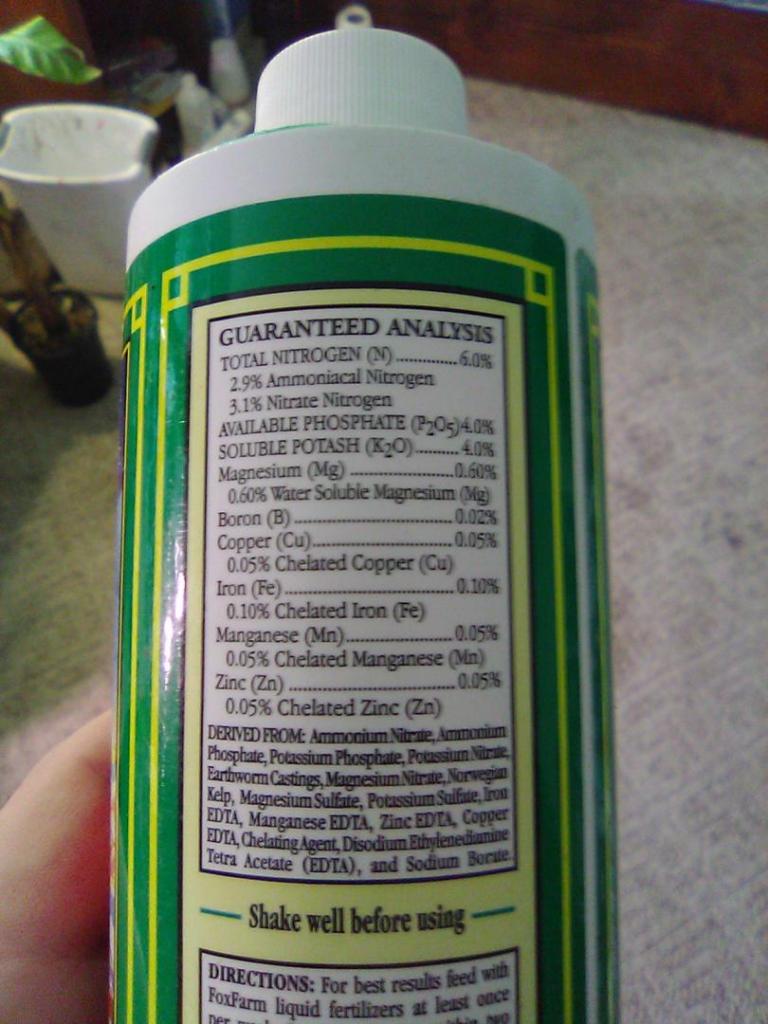 GUARANTEED ANALYSIS
TOTAL NITROGEN (N) .............. 6.0%
2.9% Ammoniacal Nitrogen
3.1% Nitrate Nitrogen
AVAILABLE PHOSPHATE (P₂O₅)4.0%
SOLUBLE POTASH (K₂O) .......... 4.0%
Magnesium (Mg) ....................... 0.60%
0.60% Water Soluble Magnesium (Mg)
Boron (B) .................................. 0.02%
Copper (Cu) ............................... 0.05%
0.05% Chelated Copper (Cu)
Iron (Fe) ..................................... 0.10%
0.10% Chelated Iron (Fe)
Manganese (Mn) ....................... 0.05%
0.05% Chelated Manganese (Mn)
Zinc (Zn) .................................... 0.05%
0.05% Chelated Zinc (Zn)
DERIVED FROM: Ammonium Nitrate, Ammonium
Phosphate, Potassium Phosphate, Potassium Nitrate,
Earthworm Castings, Magnesium Nitrate, Norwegian
Kelp, Magnesium Sulfate, Potassium Sulfate, Iron
EDTA, Manganese EDTA, Zinc EDTA, Copper
EDTA, Chelating Agent, Disodium Ethylenediamine
Tetra Acetate (EDTA), and Sodium Borate.
Shake well before using
DIRECTIONS: For best results feed with
FoxFarm liquid fertilizers at least once
per